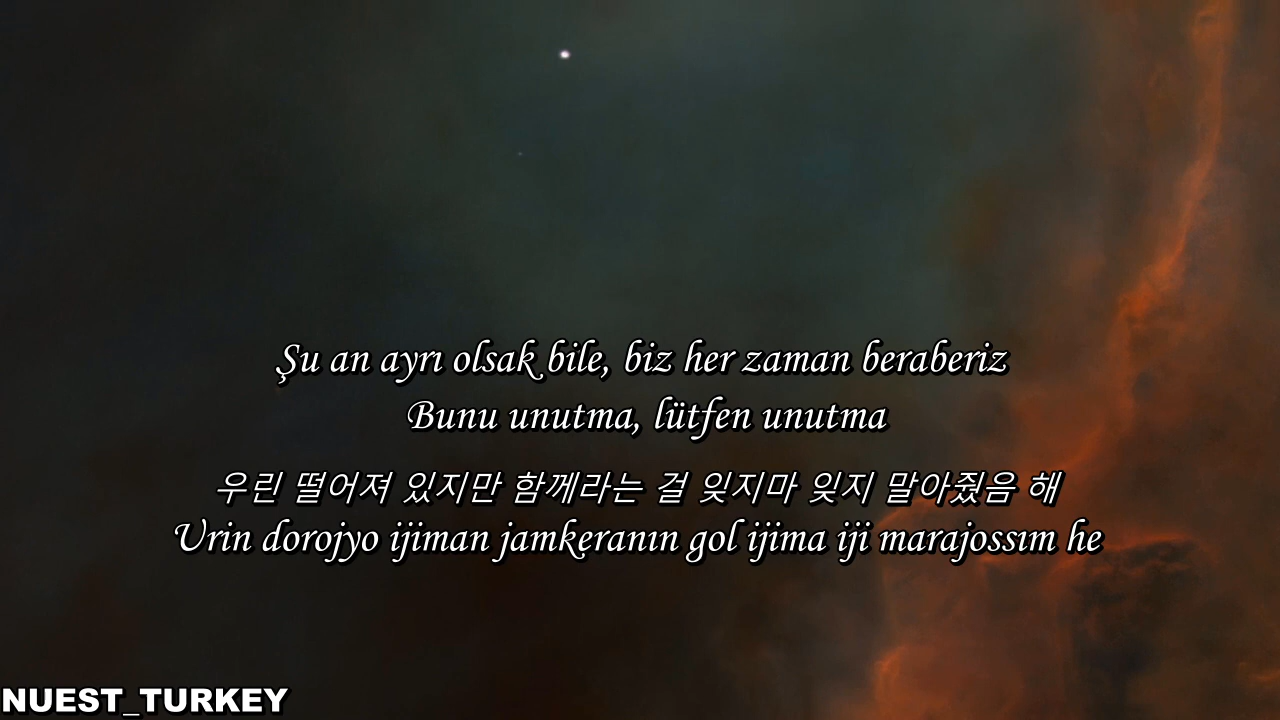 Şu an ayrı olsak bile, biz her zaman beraberiz
Bunu unutma, lütfen unutma
우린 떨어져 있지만 함께라는 걸 잊지마 잊지 말아줬음 해
Urin dorojyo ijiman jamkęranın gol ijima iji marajossım he
NUEST_TURKEY